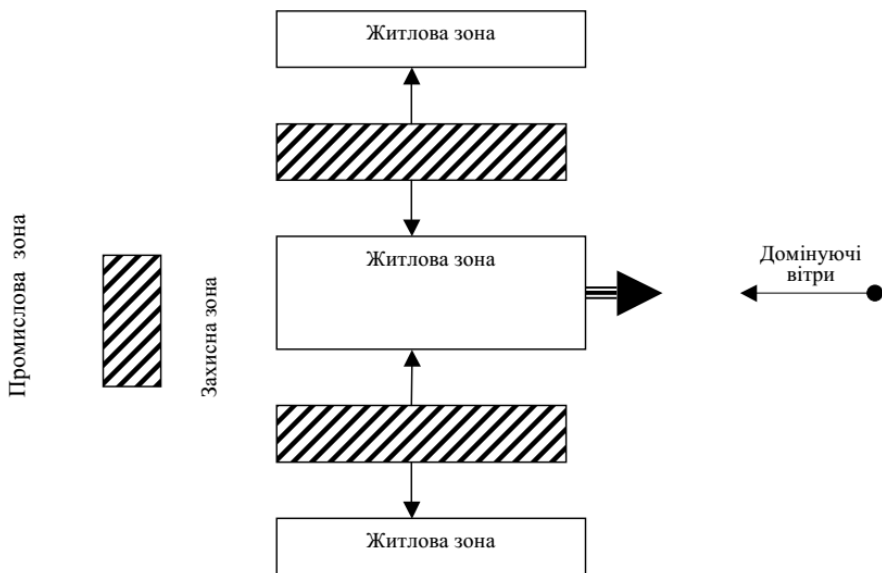 Житлова зона
Промислова зона
Захисна зона
Житлова зона
Домінуючі
вітри
Житлова зона